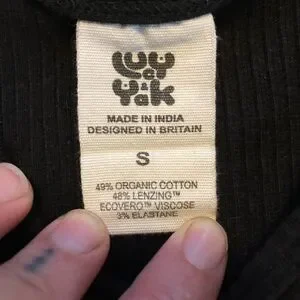 Lucy
&
Yak
MADE IN INDIA
DESIGNED IN BRITAIN
S
49% ORGANIC COTTON
48% LENZING™
ECOVERO™ VISCOSE
3% ELASTANE